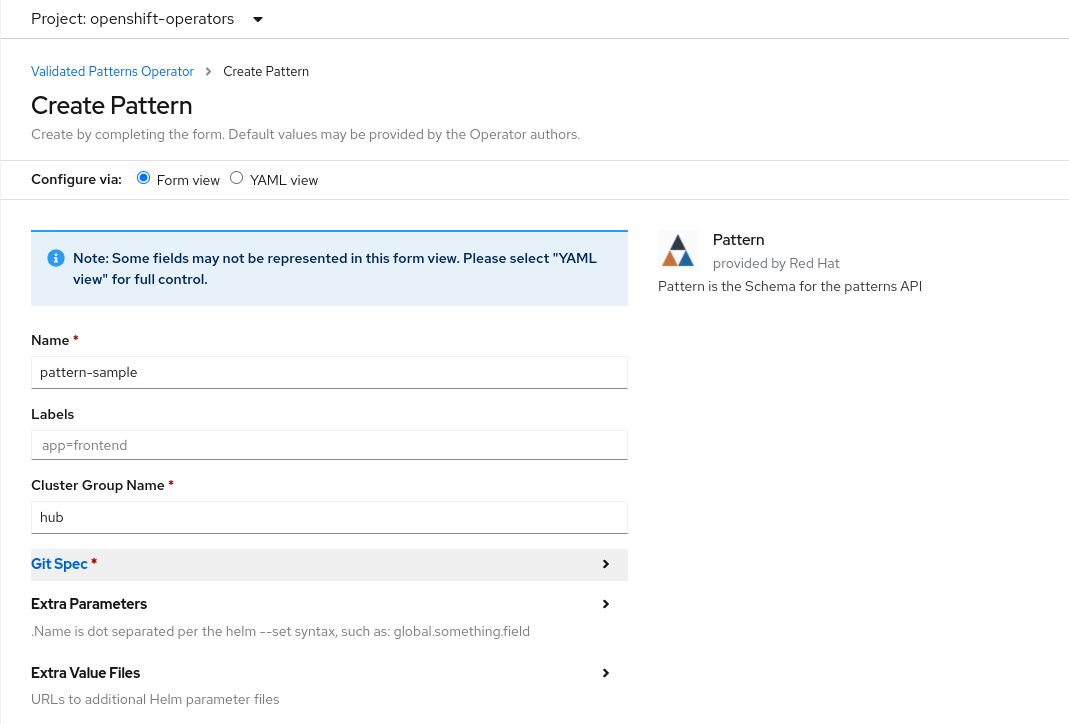 Project: openshift-operators
Validated Patterns Operator > Create Pattern
Create Pattern
Create by completing the form. Default values may be provided by the Operator authors.
Configure via: Form view YAML view
Note: Some fields may not be represented in this form view. Please select "YAML
view" for full control.
Pattern
provided by Red Hat
Pattern is the Schema for the patterns API
Name *
pattern-sample
Labels
app=frontend
Cluster Group Name *
hub
Git Spec *
Extra Parameters
.Name is dot separated per the helm --set syntax, such as: global.something.field
Extra Value Files
URLs to additional Helm parameter files